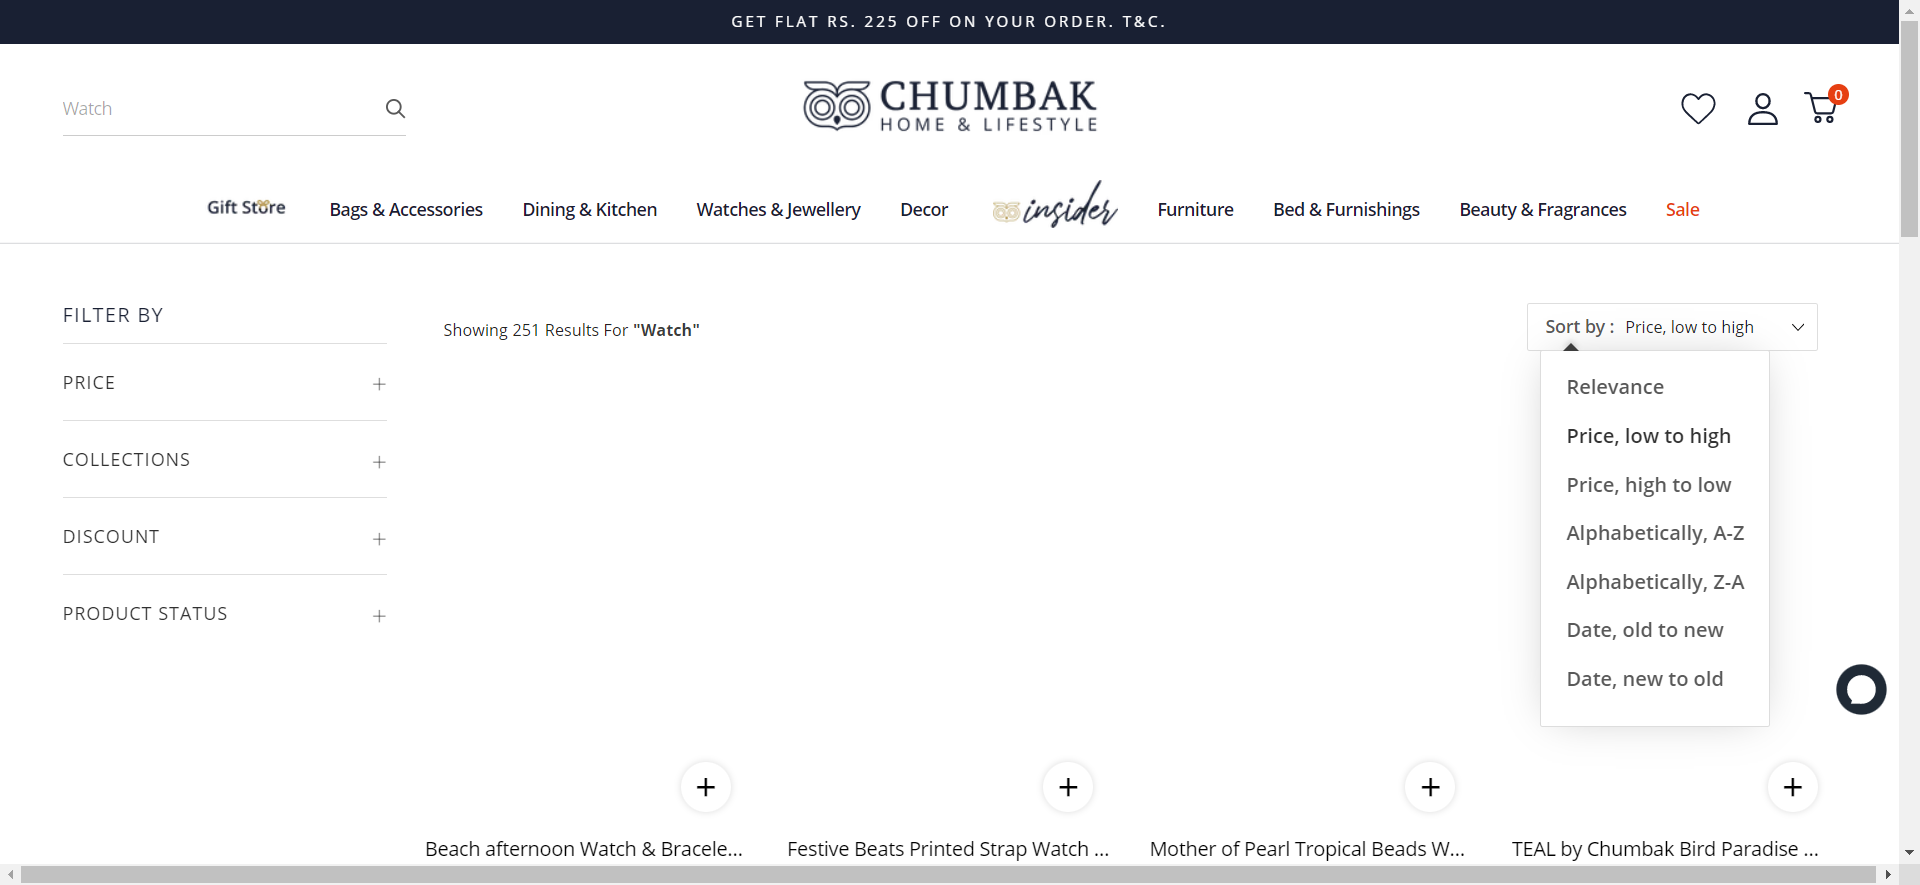 GET FLAT RS. 225 OFF ON YOUR ORDER. T&C.
Watch
CHUMBAK
HOME & LIFESTYLE
0
Gift Store
Bags & Accessories
Dining & Kitchen
Watches & Jewellery
Decor
insider
Furniture
Bed & Furnishings
Beauty & Fragrances
Sale
FILTER BY
PRICE
COLLECTIONS
DISCOUNT
PRODUCT STATUS
Showing 251 Results For "Watch"
Sort by : Price, low to high
Relevance
Price, low to high
Price, high to low
Alphabetically, A-Z
Alphabetically, Z-A
Date, old to new
Date, new to old
Beach afternoon Watch & Bracele...
Festive Beats Printed Strap Watch ...
Mother of Pearl Tropical Beads W...
TEAL by Chumbak Bird Paradise ...